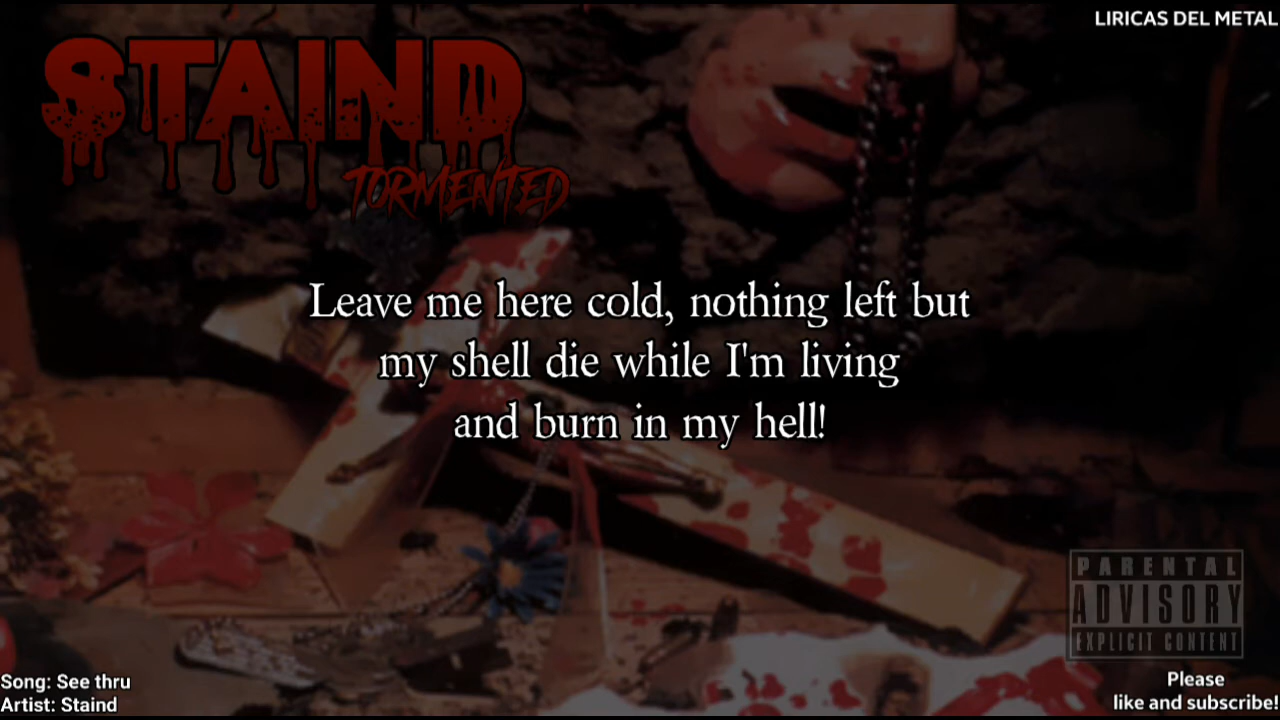 LIRICAS DEL METAL
STAIND
TORMENTED
Leave me here cold, nothing left but
my shell die while I'm living
and burn in my hell!
PARENTAL
ADVISORY
EXPLICIT CONTENT
Song: See thru
Artist: Staind
Please
like and subscribe!